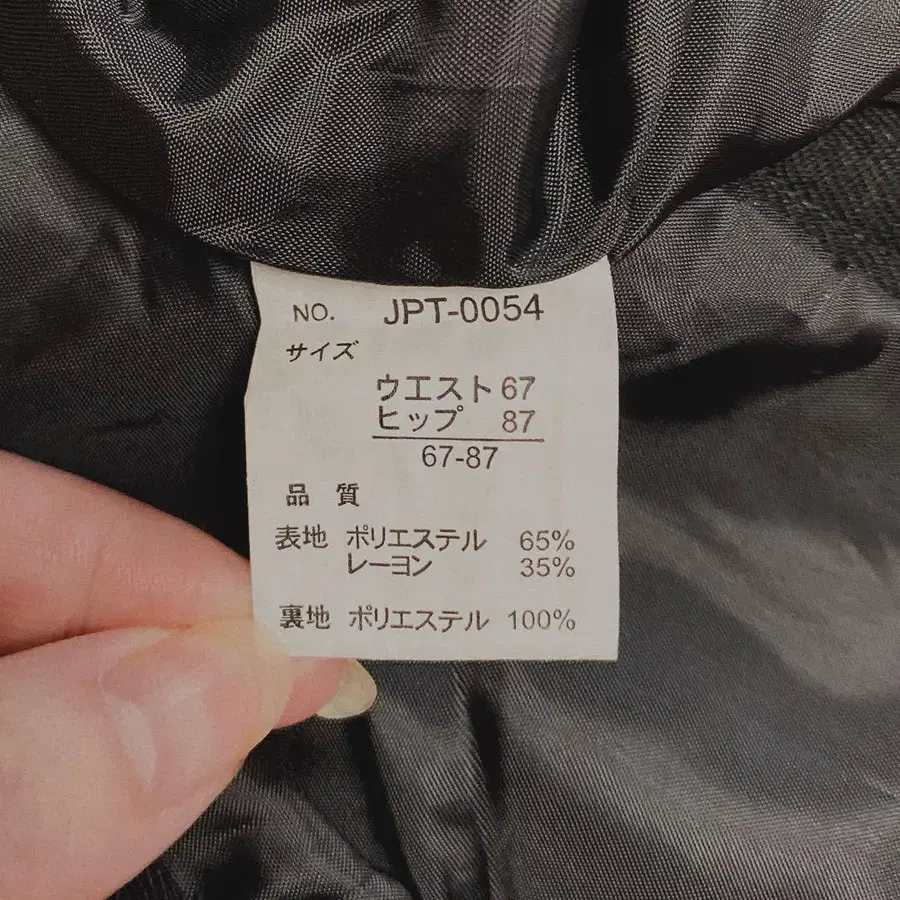 NO. JPT-0054
サイズ
ウエスト 67
ヒップ 87
67-87
品 質
表地 ポリエステル 65%
レーヨン 35%
裏地 ポリエステル 100%